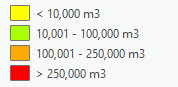 < 10,000 m3
10,001 - 100,000 m3
100,001 - 250,000 m3
> 250,000 m3